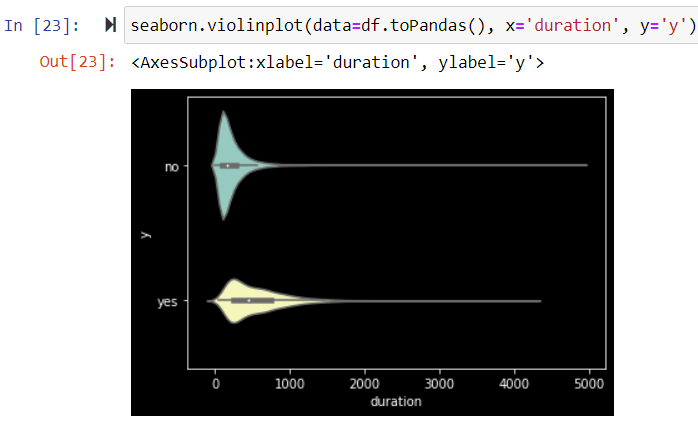 In [23]: seaborn.violinplot(data=df.toPandas(), x='duration', y='y')
Out[23]: <AxesSubplot:xlabel='duration', ylabel='y'>
no
y
yes
0 1000 2000 3000 4000 5000
duration